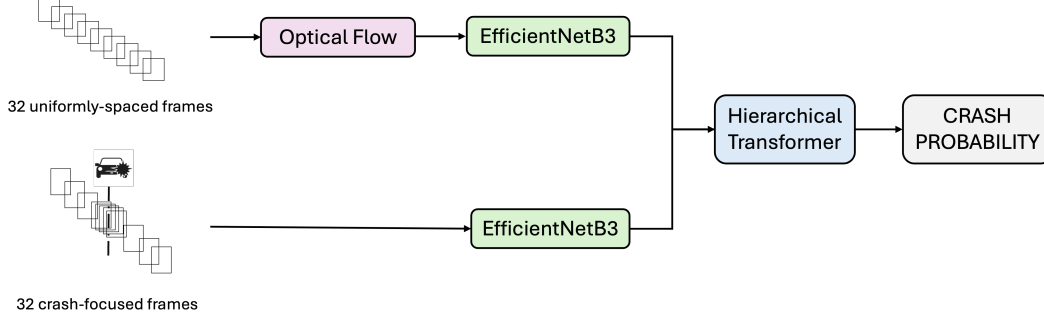 Optical Flow
EfficientNetB3
32 uniformly-spaced frames
Hierarchical
Transformer
CRASH
PROBABILITY
EfficientNetB3
32 crash-focused frames